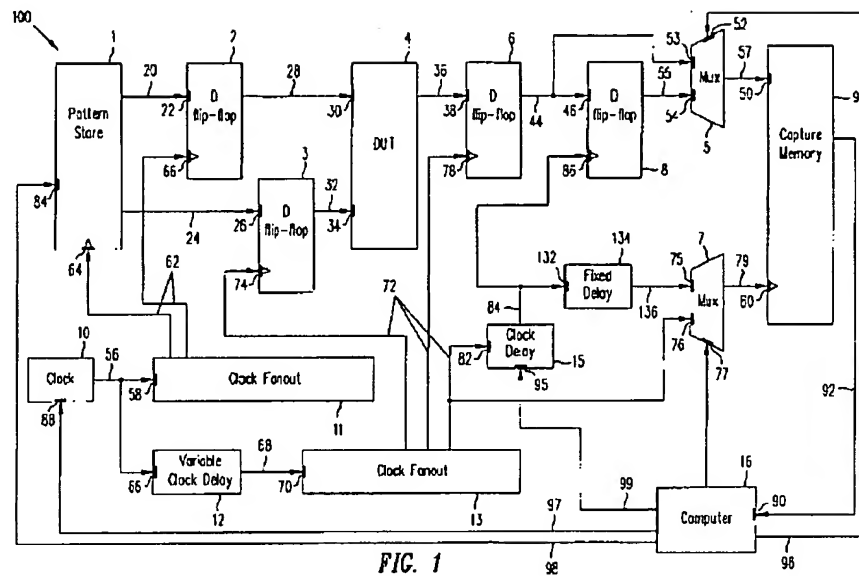 100
1
2
4
6
52
53
57
9
20
28
36
44
55
Mux
50
22
D
flip-flop
30
38
D
flip-flop
46
D
flip-flop
54
5
Pattern
Store
DUT
Capture
Memory
66
3
78
86
8
84
26
D
flip-flop
32
34
24
64
74
62
72
132
134
Fixed
Delay
136
7
75
Mux
79
60
76
77
84
10
56
82
Clock
Delay
15
95
92
Clock
88
58
Clock Fanout
11
66
Variable
Clock Delay
12
68
70
Clock Fanout
13
99
16
Computer
90
97
98
96
FIG. 1